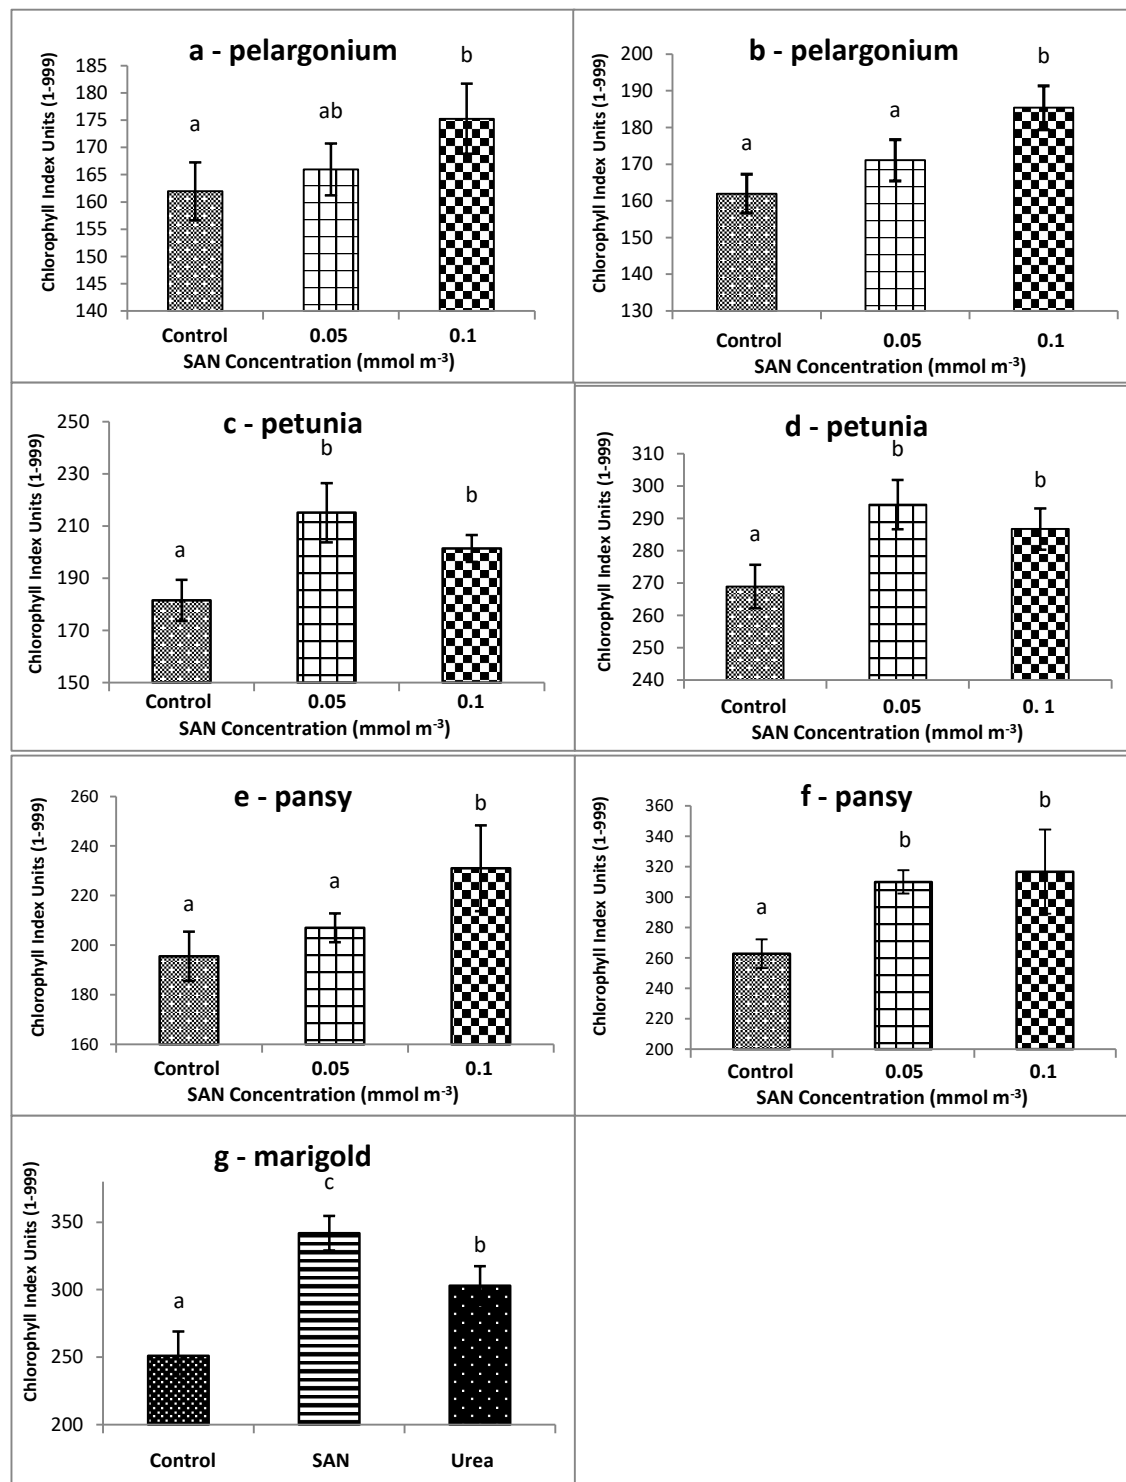 a - pelargonium
Chlorophyll Index Units (1-999)
185
180
175
170
165
160
155
150
145
140
a
ab
b
Control 0.05 0.1
SAN Concentration (mmol m-3)
b - pelargonium
Chlorophyll Index Units (1-999)
200
190
180
170
160
150
140
130
a
a
b
Control 0.05 0.1
SAN Concentration (mmol m-3)
c - petunia
Chlorophyll Index Units (1-999)
250
230
210
190
170
150
a
b
b
Control 0.05 0.1
SAN Concentration (mmol m-3)
d - petunia
Chlorophyll Index Units (1-999)
310
300
290
280
270
260
250
240
a
b
b
Control 0.05 0. 1
SAN Concentration (mmol m-3)
e - pansy
Chlorophyll Index Units (1-999)
260
240
220
200
180
160
a
a
b
Control 0.05 0.1
SAN Concentration (mmol m-3)
f - pansy
Chlorophyll Index Units (1-999)
360
340
320
300
280
260
240
220
200
a
b
b
Control 0.05 0.1
SAN Concentration (mmol m-3)
g - marigold
Chlorophyll Index Units (1-999)
350
300
250
200
a
c
b
Control SAN Urea